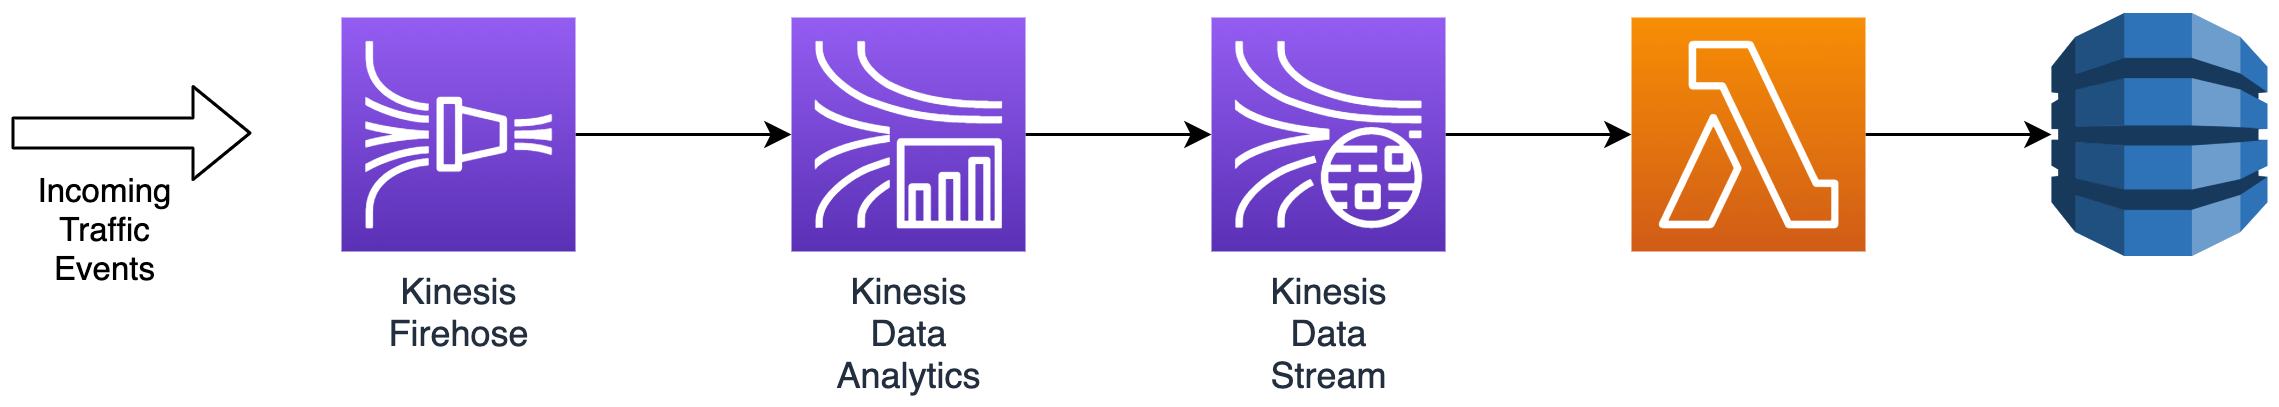 Incoming
Traffic
Events
Kinesis
Firehose
Kinesis
Data
Analytics
Kinesis
Data
Stream